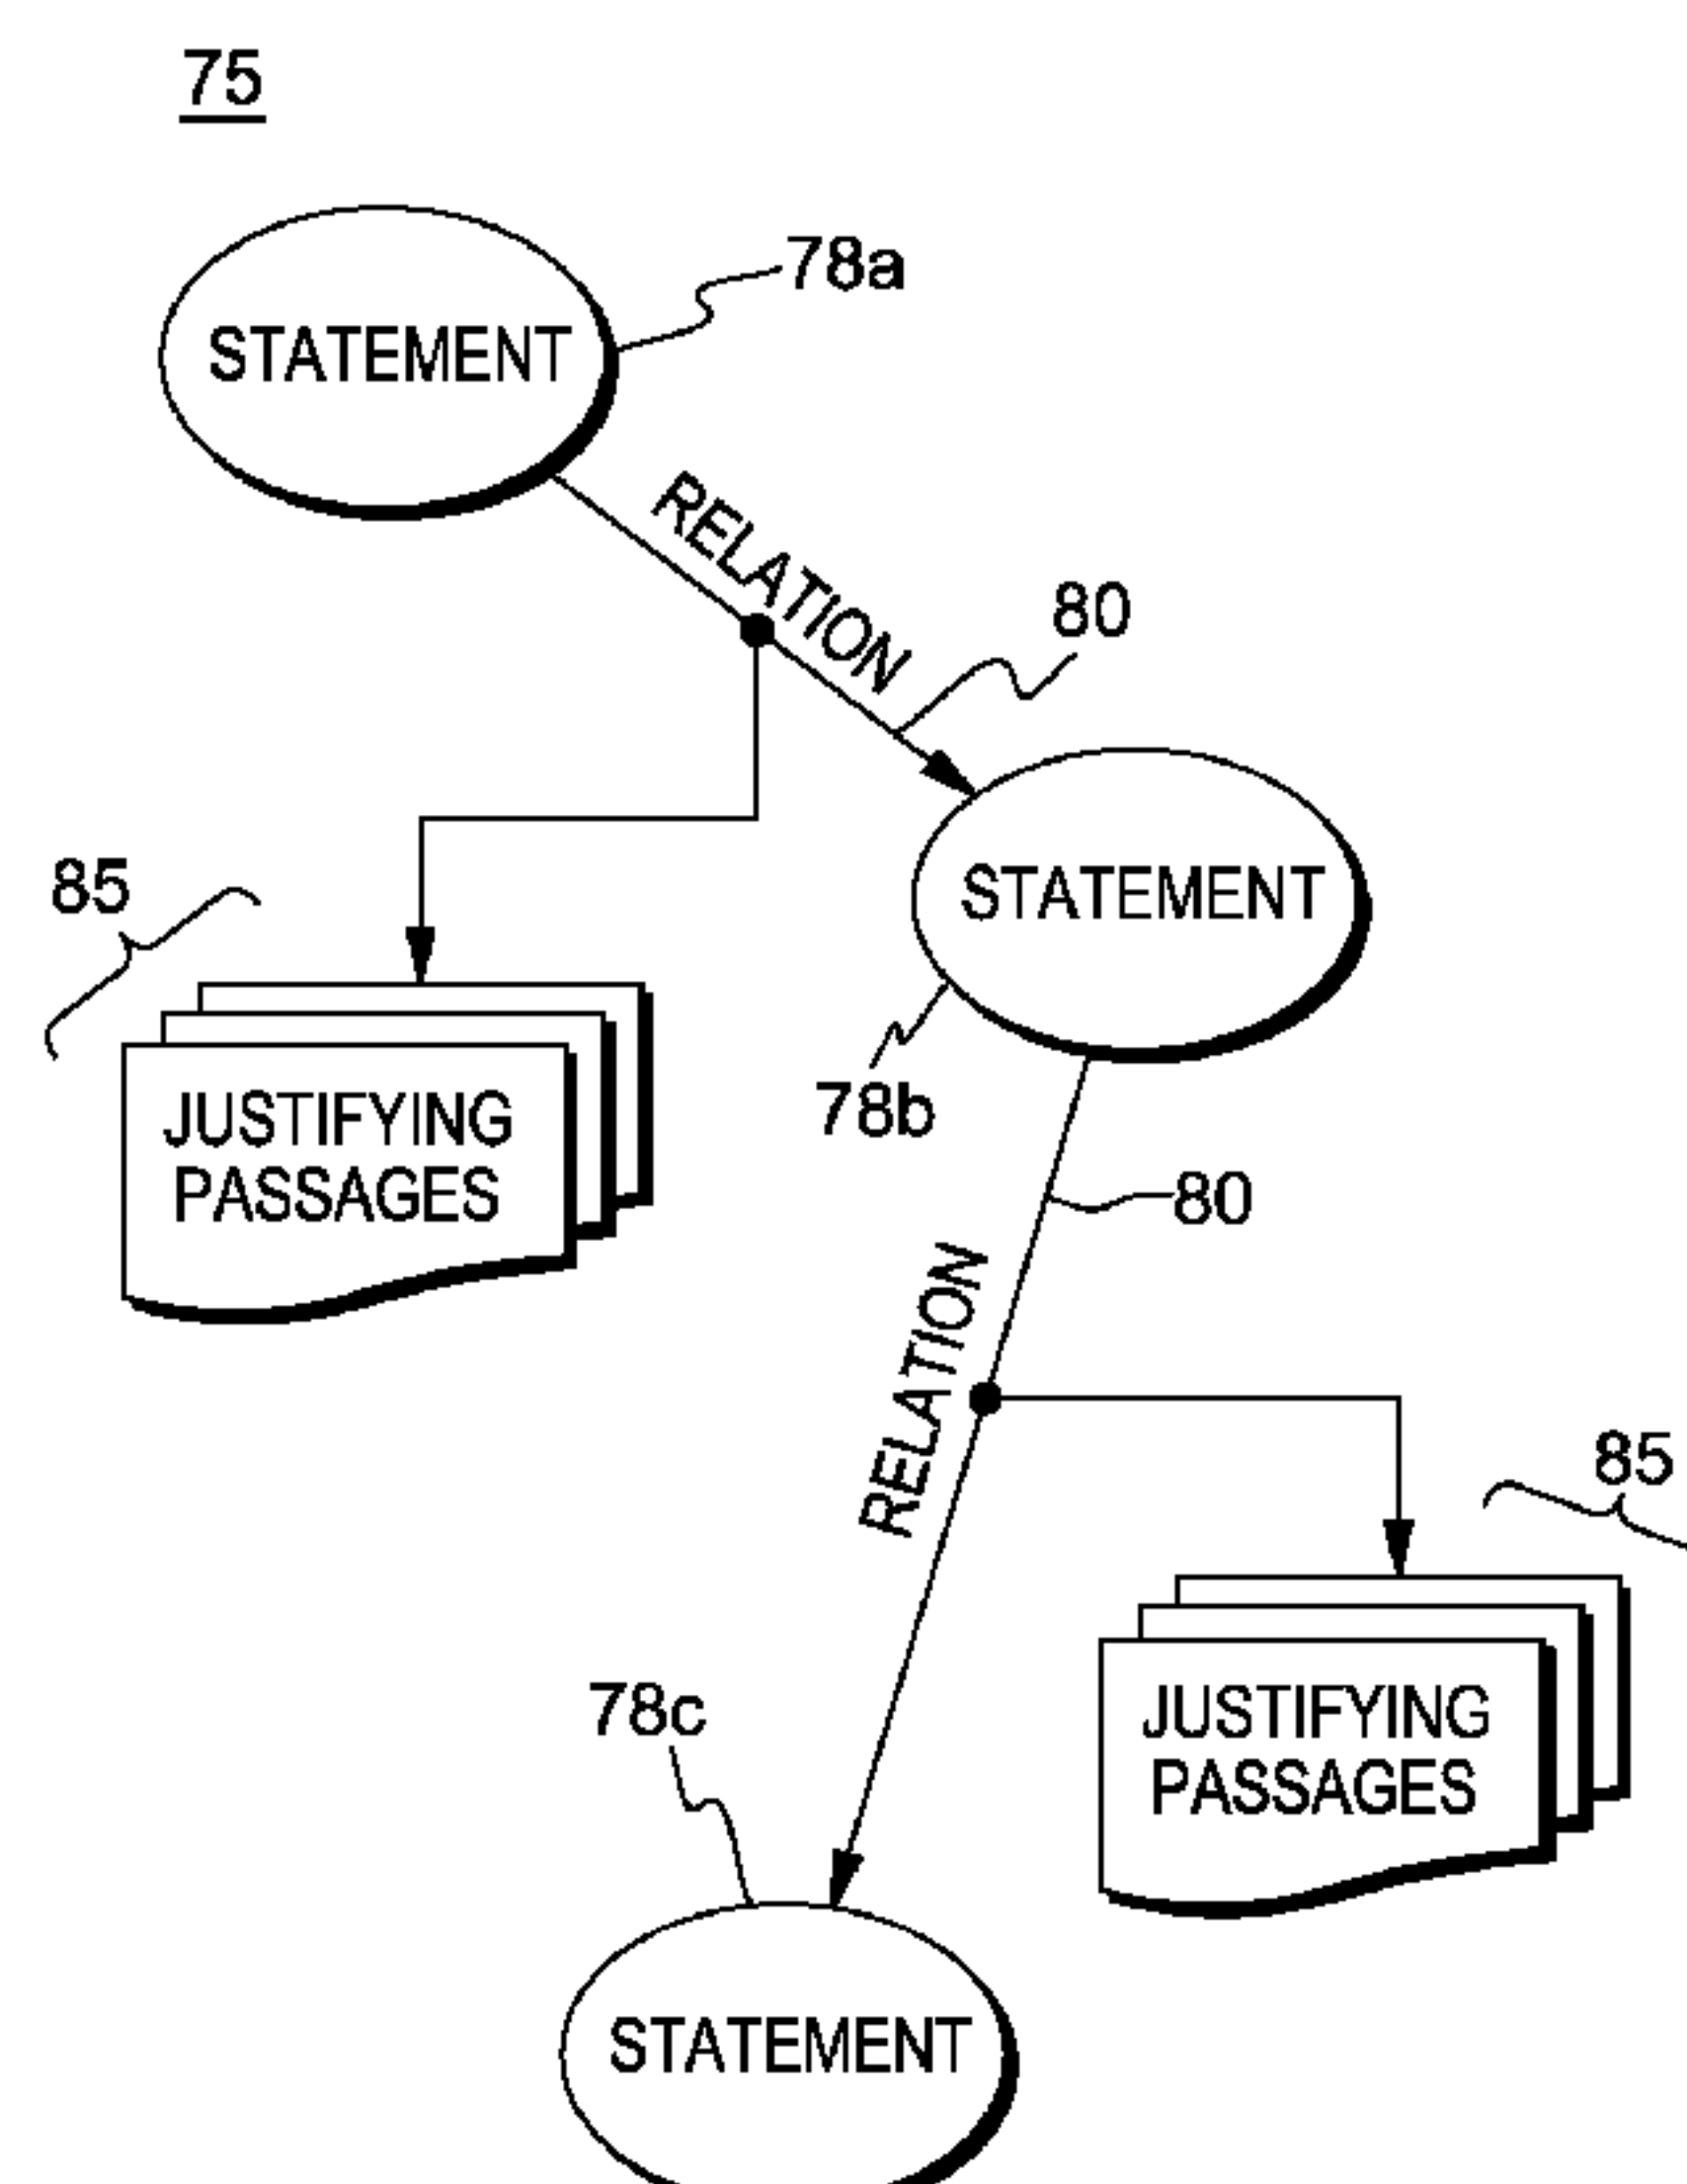 75
78a
STATEMENT
RELATION
80
85
STATEMENT
JUSTIFYING
PASSAGES
78b
80
RELATION
85
78c
JUSTIFYING
PASSAGES
STATEMENT